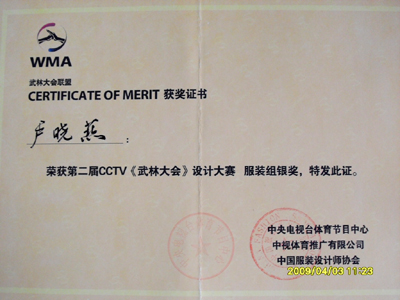 WMA
武林大会联盟
CERTIFICATE OF MERIT 获奖证书
卢晓燕：
荣获第二届CCTV《武林大会》设计大赛 服装组银奖，特发此证。
中央电视台体育节目中心
中视体育推广有限公司
中国服装设计师协会
2009/04/03 11:23